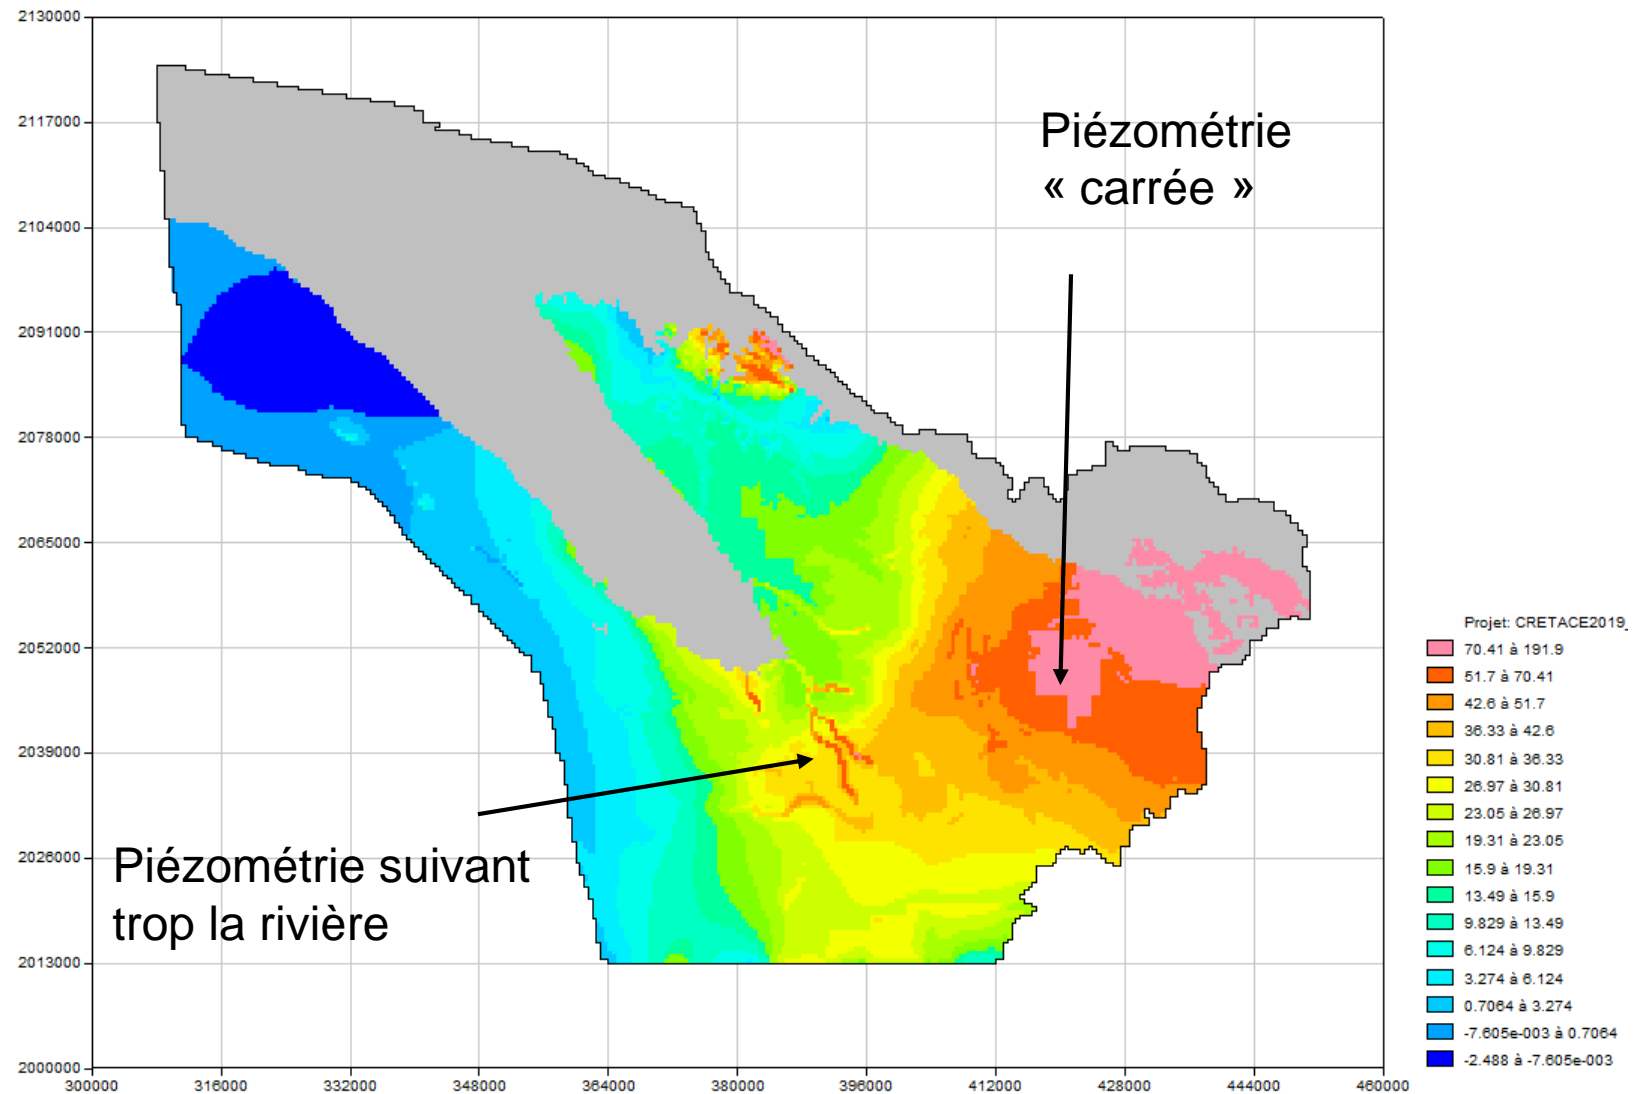 2130000
2117000
2104000
2091000
2078000
2065000
2052000
2039000
2026000
2013000
2000000
300000
316000
332000
348000
364000
380000
396000
412000
428000
444000
460000
Piézométrie
« carrée »
Piézométrie suivant
trop la rivière
Projet: CRETACE2019_
70.41 à 191.9
51.7 à 70.41
42.6 à 51.7
36.33 à 42.6
30.81 à 36.33
26.97 à 30.81
23.05 à 26.97
19.31 à 23.05
15.9 à 19.31
13.49 à 15.9
9.829 à 13.49
6.124 à 9.829
3.274 à 6.124
0.7064 à 3.274
-7.605e-003 à 0.7064
-2.488 à -7.605e-003